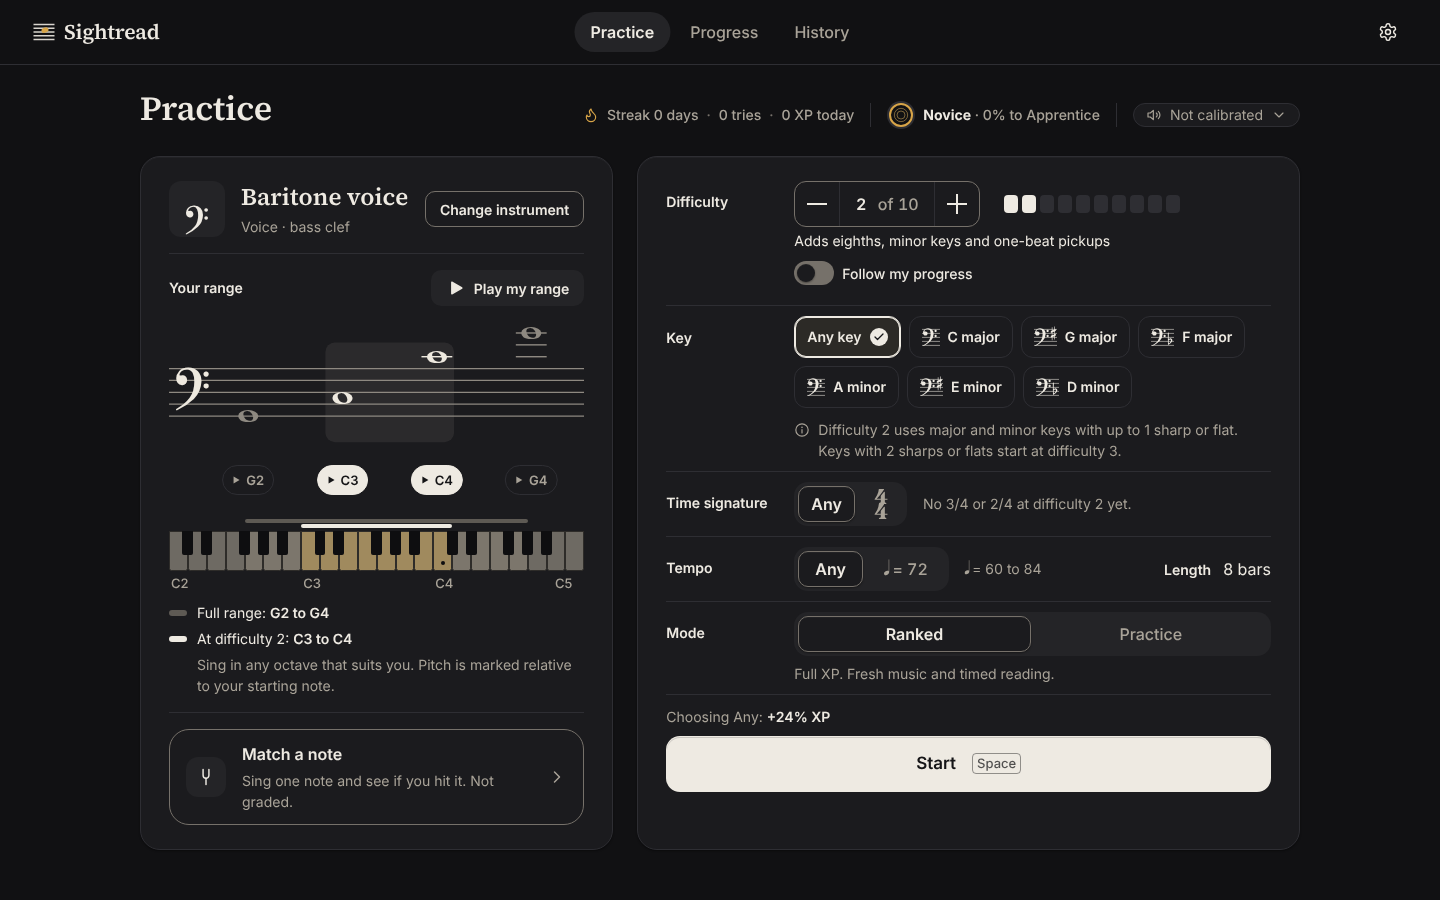 Sightread
Practice
Progress
History
Practice
Streak 0 days · 0 tries · 0 XP today
Novice · 0% to Apprentice
Not calibrated
Baritone voice
Voice · bass clef
Change instrument
Your range
Play my range
G2
C3
C4
G4
C2
C3
C4
C5
Full range: G2 to G4
At difficulty 2: C3 to C4
Sing in any octave that suits you. Pitch is marked relative
to your starting note.
Match a note
Sing one note and see if you hit it. Not
graded.
Difficulty
2 of 10
Adds eighths, minor keys and one-beat pickups
Follow my progress
Key
Any key
C major
G major
F major
A minor
E minor
D minor
Difficulty 2 uses major and minor keys with up to 1 sharp or flat.
Keys with 2 sharps or flats start at difficulty 3.
Time signature
Any
4
4
No 3/4 or 2/4 at difficulty 2 yet.
Tempo
Any
♩= 72
♩= 60 to 84
Length 8 bars
Mode
Ranked
Practice
Full XP. Fresh music and timed reading.
Choosing Any: +24% XP
Start Space